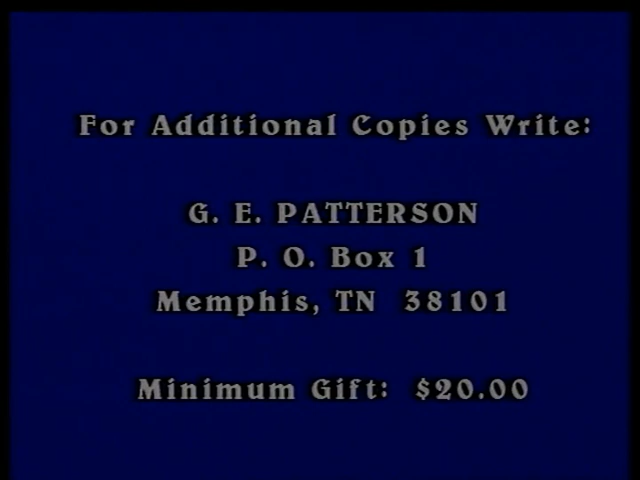 For Additional Copies Write:
G. E. PATTERSON
P. O. Box 1
Memphis, TN 38101
Minimum Gift: $20.00